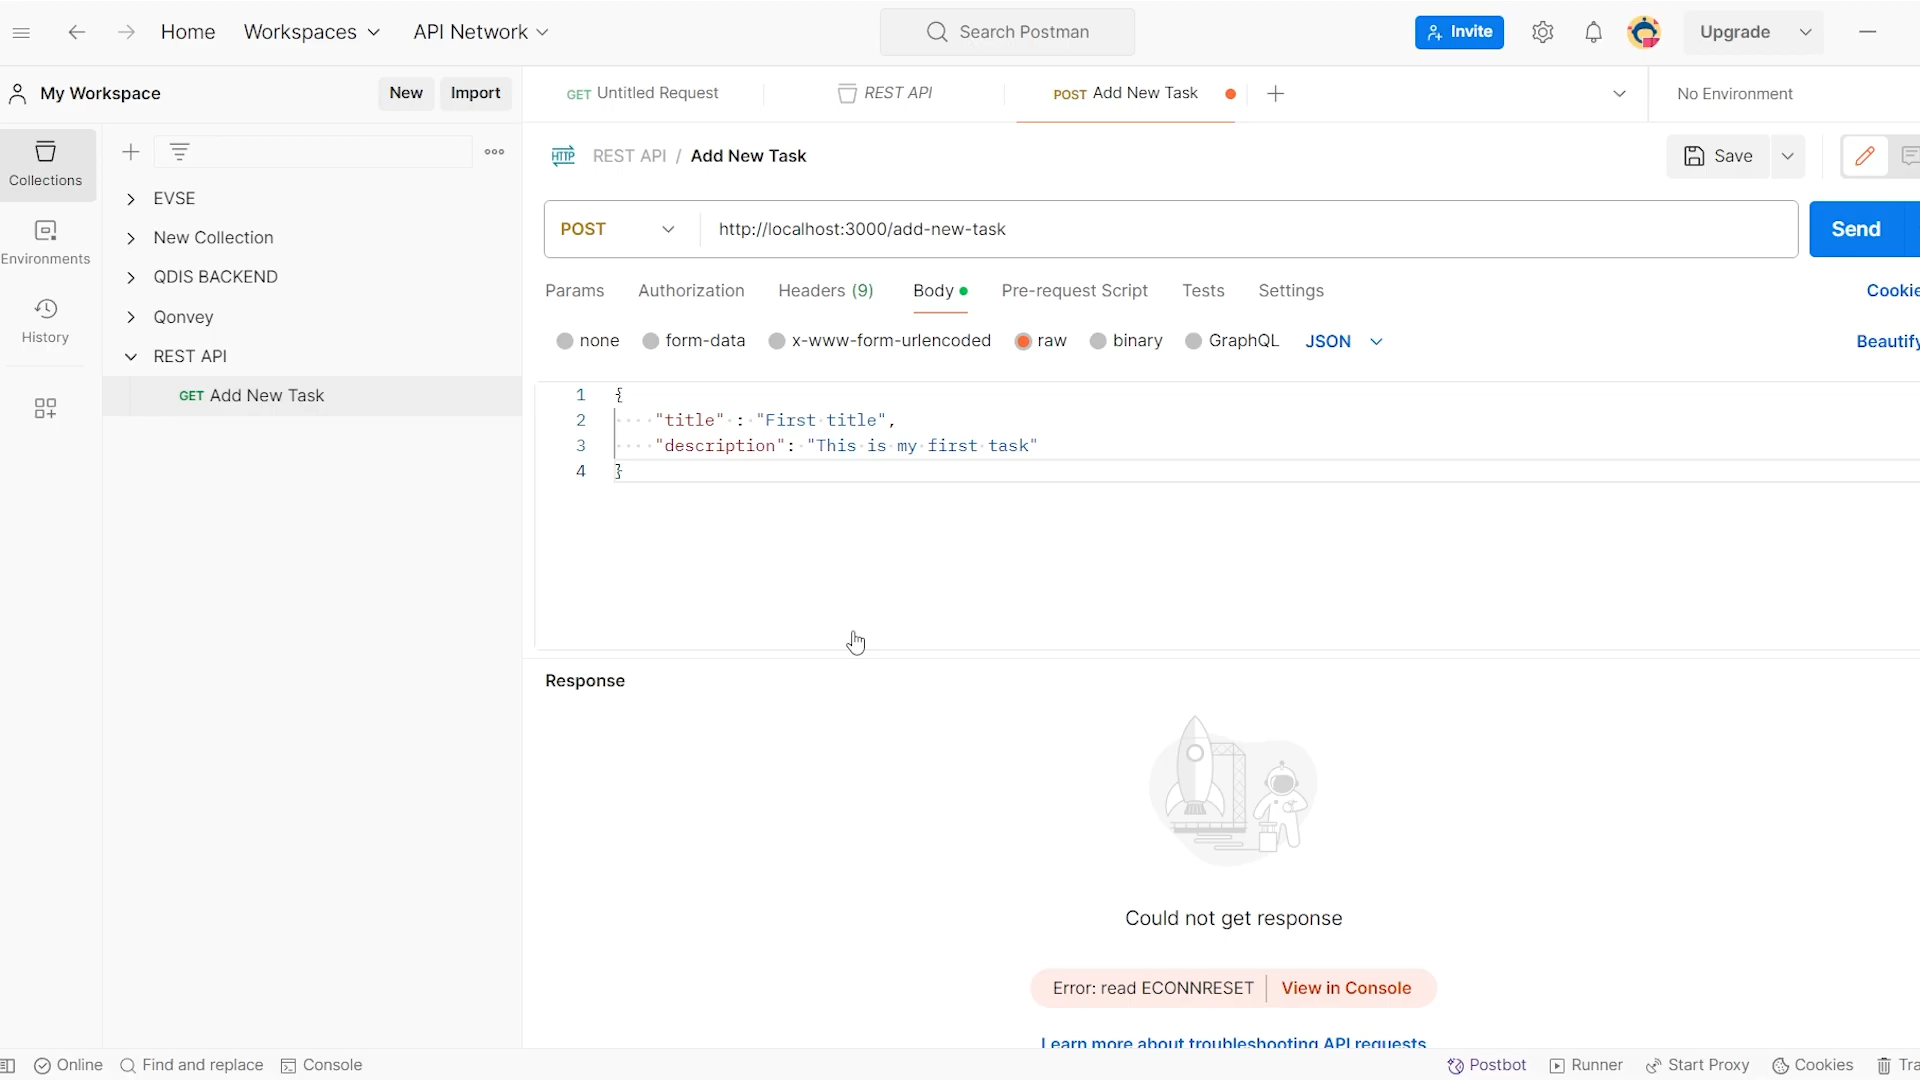 Home Workspaces API Network Search Postman Invite Upgrade
My Workspace New Import GET Untitled Request REST API POST Add New Task No Environment
Collections
Environments
History
EVSE
New Collection
QDIS BACKEND
Qonvey
REST API
GET Add New Task
HTTP REST API / Add New Task Save
POST http://localhost:3000/add-new-task Send
Params Authorization Headers (9) Body Pre-request Script Tests Settings Cookie
none form-data x-www-form-urlencoded raw binary GraphQL JSON Beautify
1 {
2 "title" : "First title",
3 "description": "This is my first task"
4 }
Response
Could not get response
Error: read ECONNRESET View in Console
Learn more about troubleshooting API requests
Online Find and replace Console Postbot Runner Start Proxy Cookies Tra